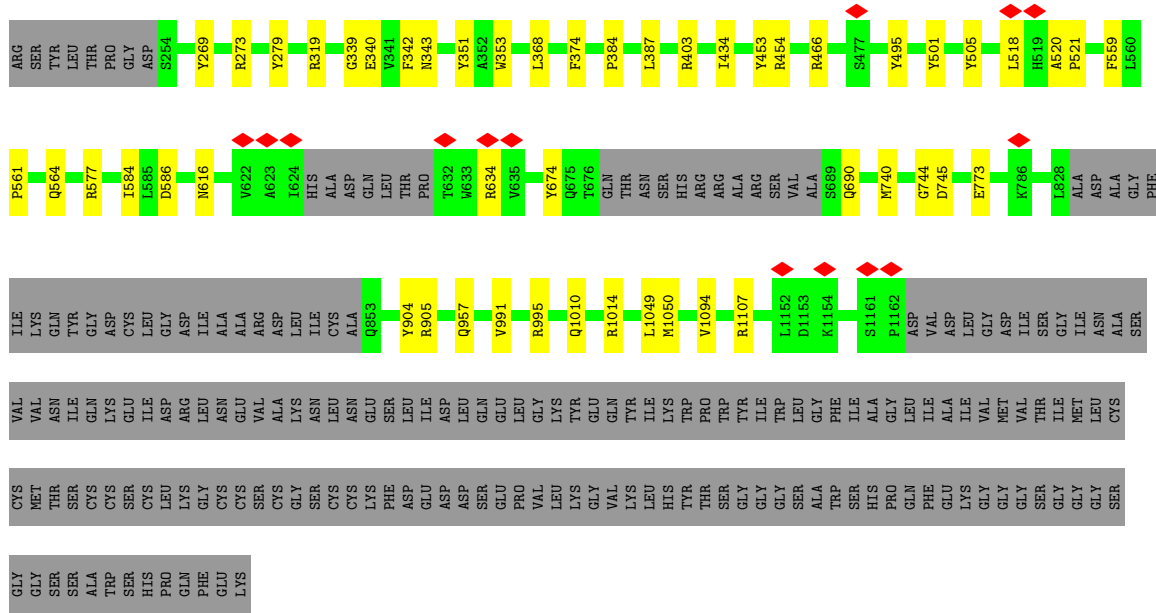 ARG SER TYR LEU THR PRO GLY ASP S254 Y269 R273 Y279 R319 G339 E340 V341 F342 N343 Y351 A352 W353 L368 F374 P384 L387 R403 I434 Y453 R454 R466 S477 Y495 Y501 Y505 L518 H519 A520 P521 F559 L560
P561 Q564 R577 I584 L585 D586 N616 V622 A623 I624 HIS ALA ASP GLN LEU THR PRO T632 W633 R634 V635 Y674 Q675 T676 GLN THR ASN SER HIS ARG ARG ALA ARG SER VAL ALA S689 Q690 M740 G744 D745 E773 K786 L828 ALA ASP ALA GLY PHE
ILE LYS GLN TYR GLY ASP CYS LEU GLY ASP ILE ALA ALA ARG ASP LEU ILE CYS ALA Q853 Y904 R905 Q957 V991 R995 Q1010 R1014 L1049 M1050 V1094 R1107 L1152 D1153 K1154 S1161 P1162 ASP VAL ASP LEU GLY ASP ILE SER GLY ILE ASN ALA SER
VAL VAL ASN ILE GLN LYS GLU ILE ASP ARG LEU ASN GLU VAL ALA LYS ASN LEU ASN GLU SER LEU ILE ASP LEU GLN GLU LEU GLY LYS TYR GLU GLN TYR ILE LYS TRP PRO TRP TYR ILE TRP LEU GLY PHE ILE ALA GLY LEU ILE ALA ILE VAL MET VAL THR ILE MET LEU CYS
CYS MET THR SER CYS CYS SER CYS LEU LYS GLY CYS CYS SER CYS GLY SER CYS CYS LYS PHE ASP GLU ASP ASP SER GLU PRO VAL LEU LYS GLY VAL LYS LEU HIS TYR THR SER GLY GLY GLY SER ALA TRP SER HIS PRO GLN PHE GLU LYS GLY GLY GLY SER GLY GLY GLY SER
GLY GLY SER SER ALA TRP SER HIS PRO GLN PHE GLU LYS